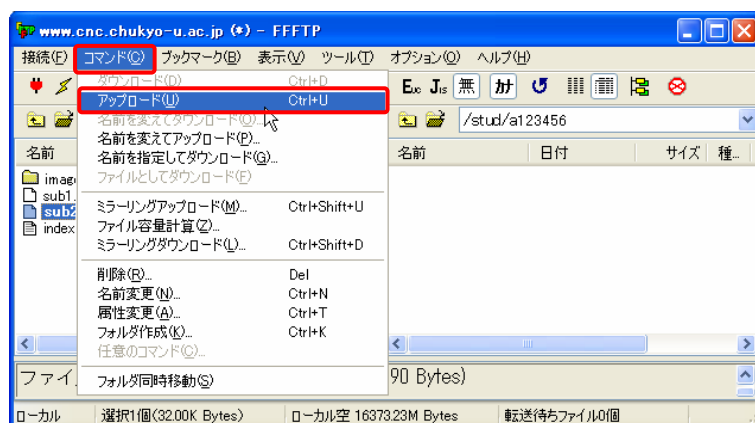 www.cnc.chukyo-u.ac.jp (*) - FFFTP
接続(F) コマンド(C) ブックマーク(B) 表示(V) ツール(T) オプション(O) ヘルプ(H)
ダウンロード(D) Ctrl+D
アップロード(U) Ctrl+U
名前を変えてダウンロード(O)...
名前を変えてアップロード(P)...
名前を指定してダウンロード(G)...
ファイルとしてダウンロード(F)
ミラーリングアップロード(M)... Ctrl+Shift+U
ファイル容量計算(Z)...
ミラーリングダウンロード(L)... Ctrl+Shift+D
削除(R)... Del
名前変更(N)... Ctrl+N
属性変更(A)... Ctrl+T
フォルダ作成(K)... Ctrl+K
任意のコマンド(C)...
フォルダ同時移動(S)
Euc Jis 無 カナ
/stud/a123456
名前
image
sub1.
sub2
index
名前 日付 サイズ 種...
ファイ
90 Bytes)
ローカル 選択1個(32.00K Bytes) ローカル空 16373.23M Bytes 転送待ちファイル0個